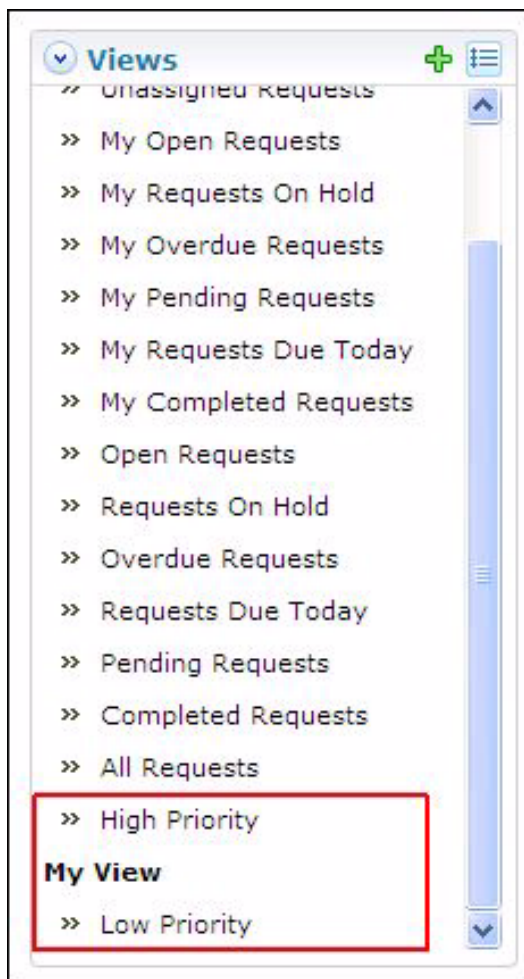 Views
» Unassigned Requests
» My Open Requests
» My Requests On Hold
» My Overdue Requests
» My Pending Requests
» My Requests Due Today
» My Completed Requests
» Open Requests
» Requests On Hold
» Overdue Requests
» Requests Due Today
» Pending Requests
» Completed Requests
» All Requests
» High Priority
My View
» Low Priority